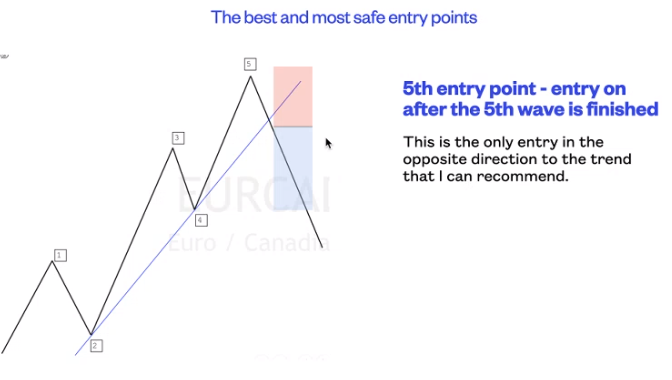 The best and most safe entry points
5
5th entry point - entry on
after the 5th wave is finished
3
This is the only entry in the
opposite direction to the trend
that I can recommend.
EURCAD
4
Euro / Canadia
1
2